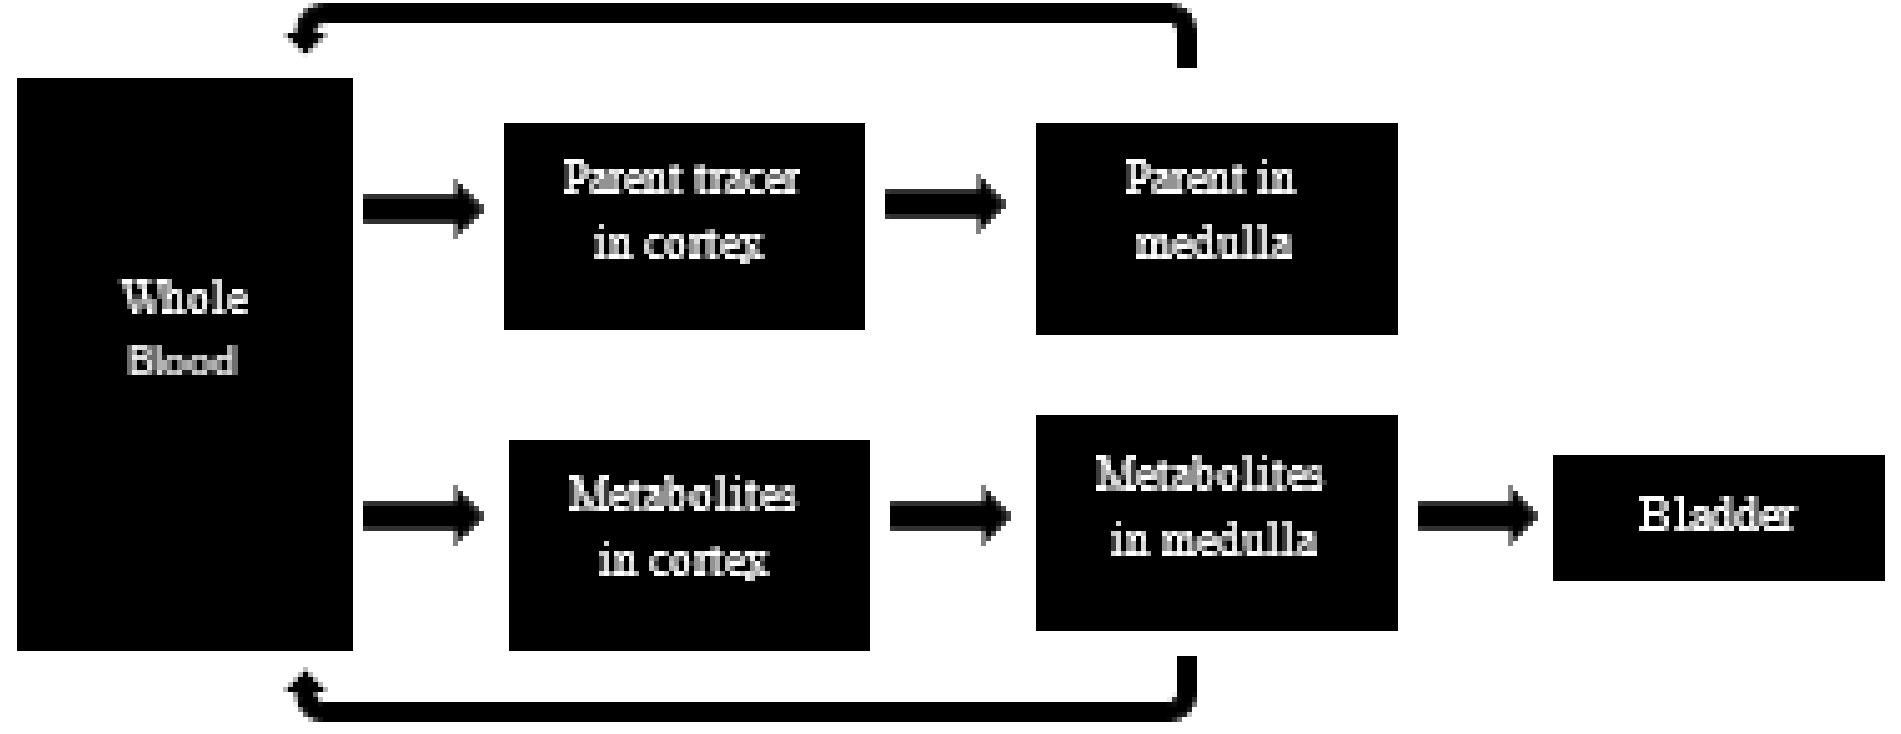 Whole
Blood
Parent tracer
in cortex
Parent in
medulla
Metabolites
in cortex
Metabolites
in medulla
Bladder